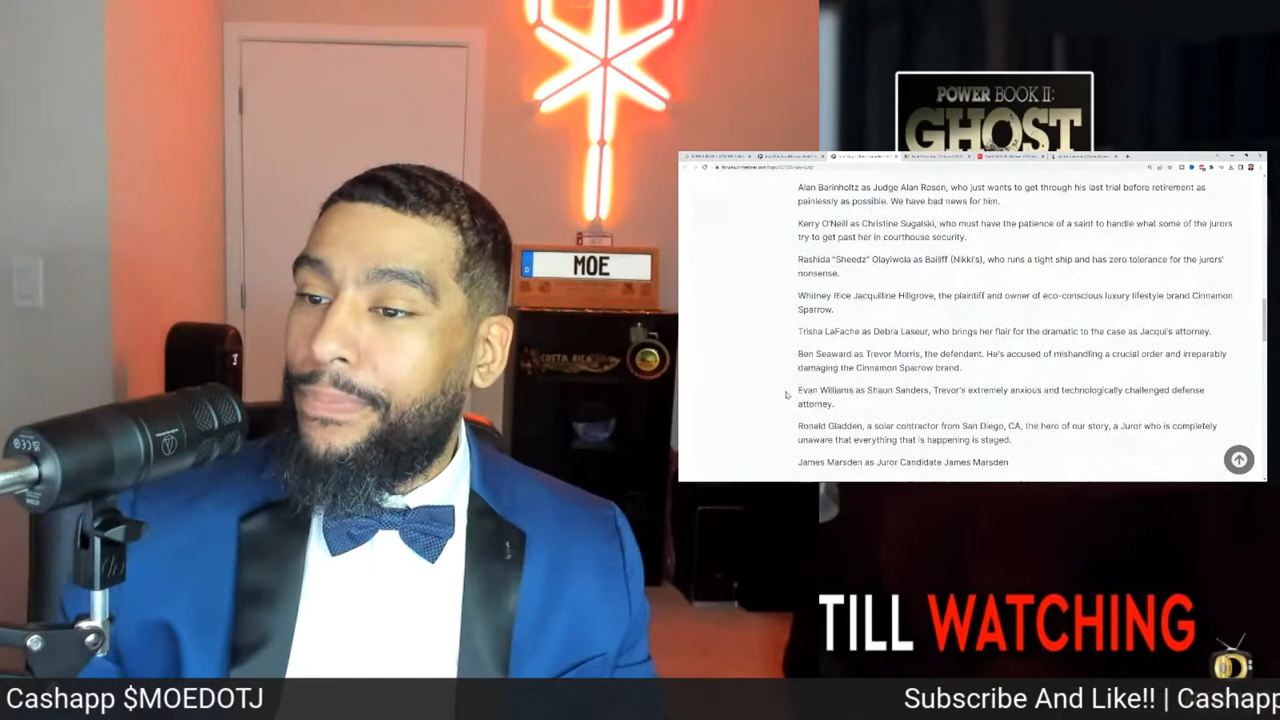 POWER BOOK II:
GHOST
MOE
D
COSTA RICA
Alan Barinholtz as Judge Alan Rosen, who just wants to get through his last trial before retirement as
painlessly as possible. We have bad news for him.
Kerry O'Neill as Christine Sugalski, who must have the patience of a saint to handle what some of the jurors
try to get past her in courthouse security.
Rashida "Sheedz" Olayiwola as Bailiff (Nikki's), who runs a tight ship and has zero tolerance for the jurors'
nonsense.
Whitney Rice Jacquiline Hillgrove, the plaintiff and owner of eco-conscious luxury lifestyle brand Cinnamon
Sparrow.
Trisha LaFache as Debra Laseur, who brings her flair for the dramatic to the case as Jacqui's attorney.
Ben Seaward as Trevor Morris, the defendant. He's accused of mishandling a crucial order and irreparably
damaging the Cinnamon Sparrow brand.
Evan Williams as Shaun Sanders, Trevor's extremely anxious and technologically challenged defense
attorney.
Ronald Gladden, a solar contractor from San Diego, CA, the hero of our story, a Juror who is completely
unaware that everything that is happening is staged.
James Marsden as Juror Candidate James Marsden
TILL WATCHING
Cashapp $MOEDOTJ
Subscribe And Like!! | Cashapp